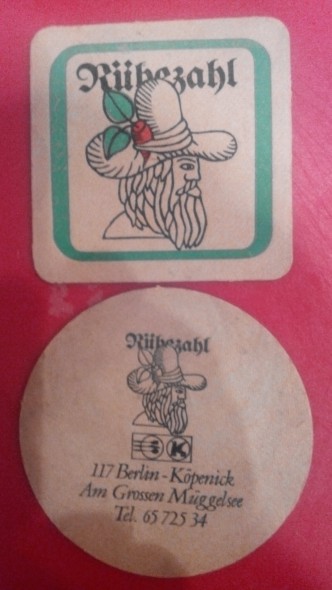 Rübezahl
Rübezahl
S K
117 Berlin - Köpenick
Am Grossen Müggelsee
Tel. 65 725 34